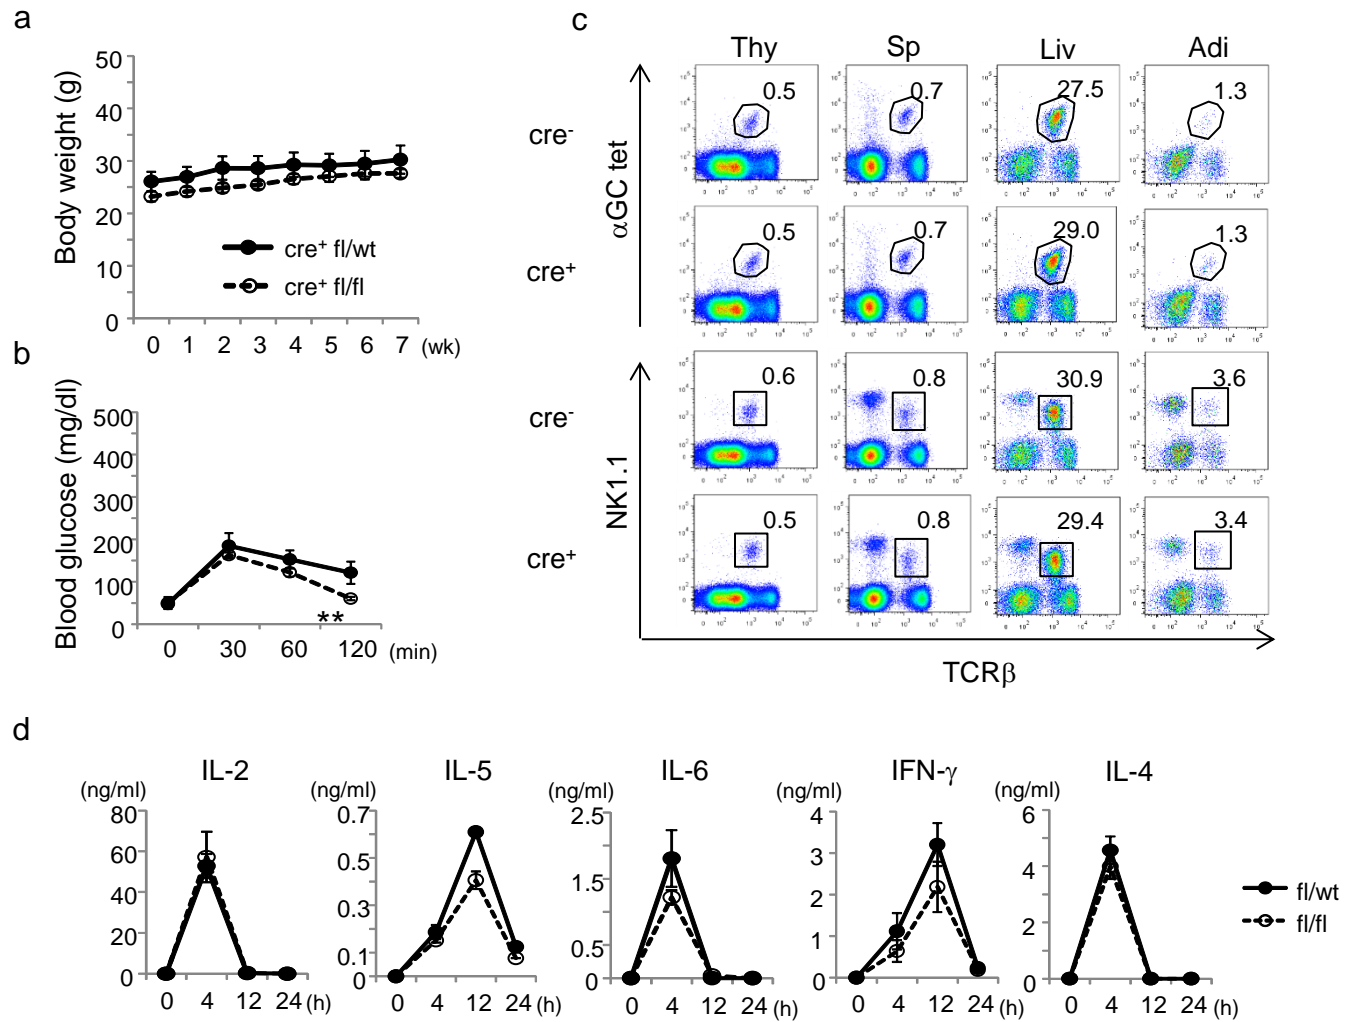 a
Body weight (g)
50
40
30
20
10
0
cre+ fl/wt
cre+ fl/fl
0 1 2 3 4 5 6 7 (wk)
b
Blood glucose (mg/dl)
500
400
300
200
100
0
**
0 30 60 120 (min)
c
Thy Sp Liv Adi
αGC tet
cre-
0.5 0.7 27.5 1.3
cre+
0.5 0.7 29.0 1.3
NK1.1
cre-
0.6 0.8 30.9 3.6
cre+
0.5 0.8 29.4 3.4
TCRβ
d
IL-2
(ng/ml)
80
60
40
20
0
0 4 12 24 (h)
IL-5
(ng/ml)
0.7
0.5
0.3
0.1
0 4 12 24 (h)
IL-6
(ng/ml)
2.5
1.5
0.5
0
0 4 12 24 (h)
IFN-γ
(ng/ml)
4
3
2
1
0
0 4 12 24 (h)
IL-4
(ng/ml)
6
4
2
0
0 4 12 24 (h)
fl/wt
fl/fl